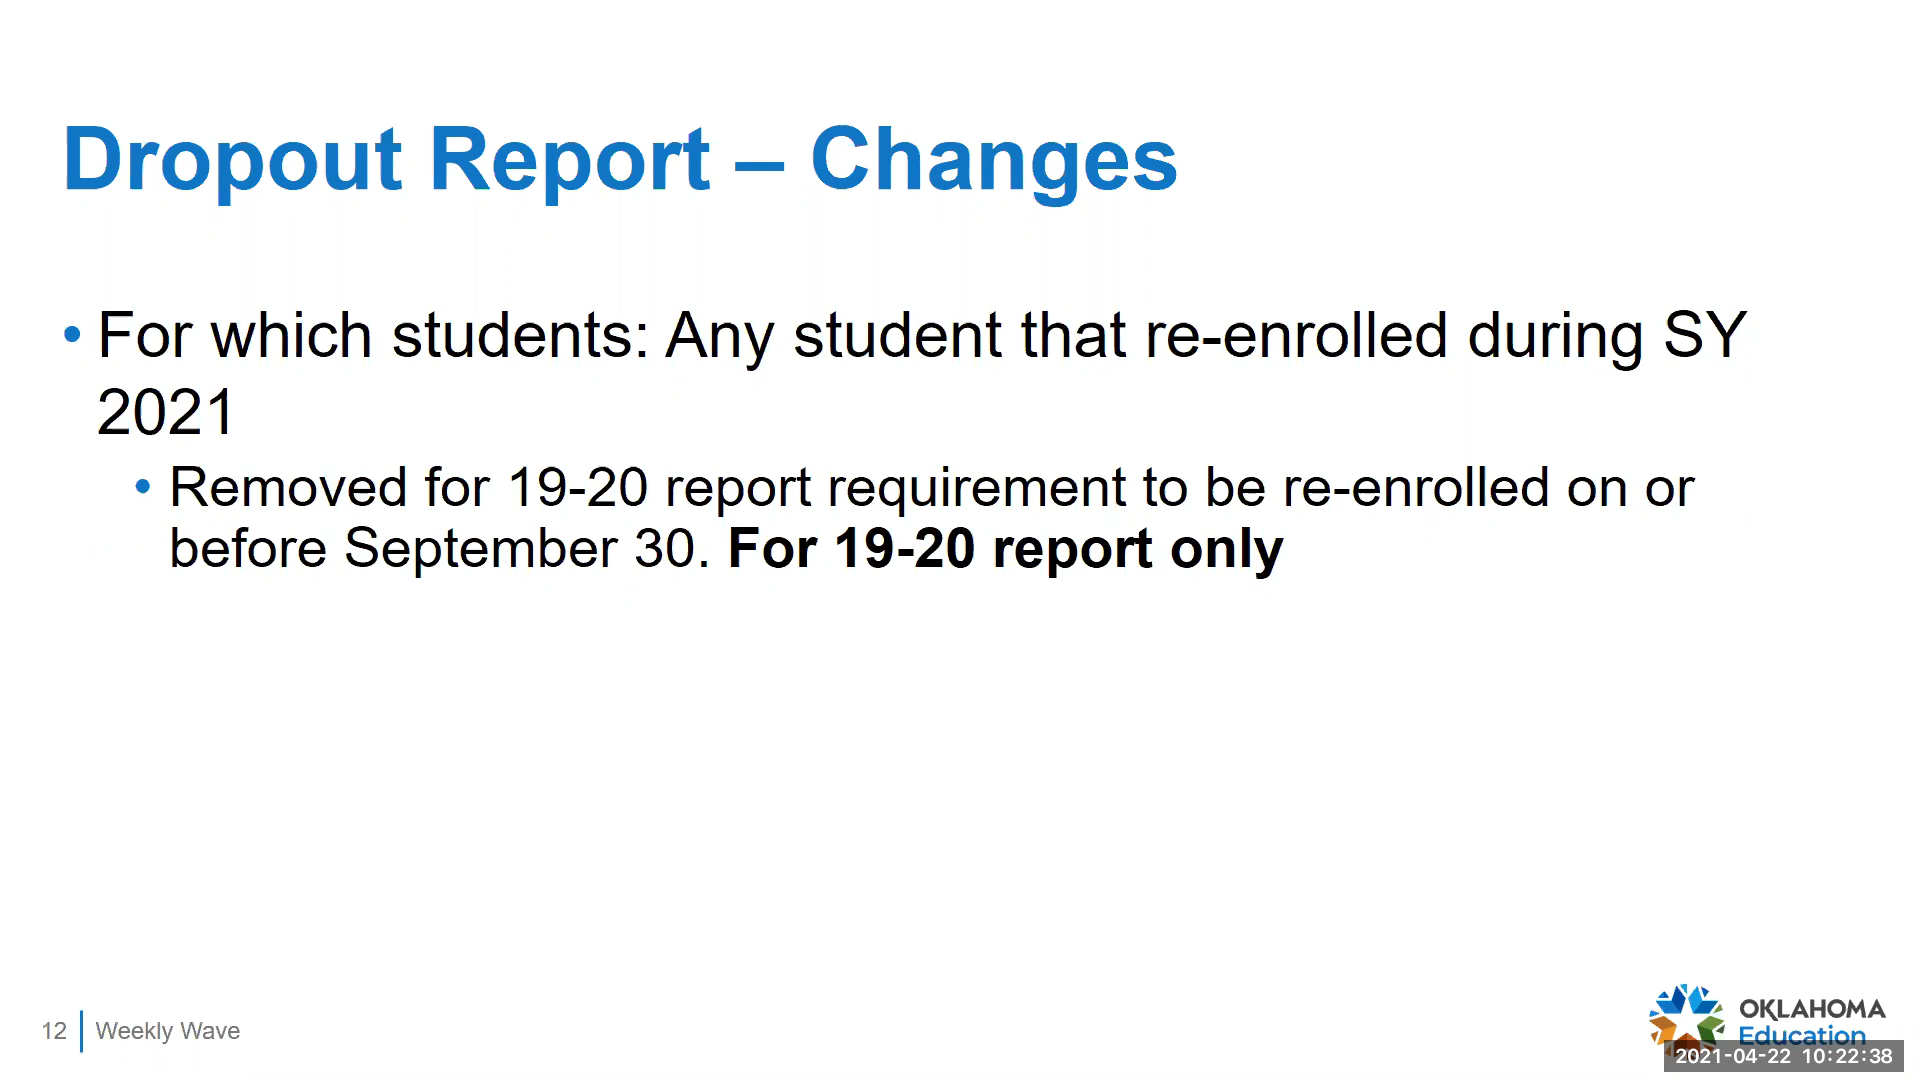 Dropout Report – Changes
• For which students: Any student that re-enrolled during SY
2021
• Removed for 19-20 report requirement to be re-enrolled on or
before September 30. For 19-20 report only
12 | Weekly Wave
OKLAHOMA
Education
2021-04-22 10:22:38